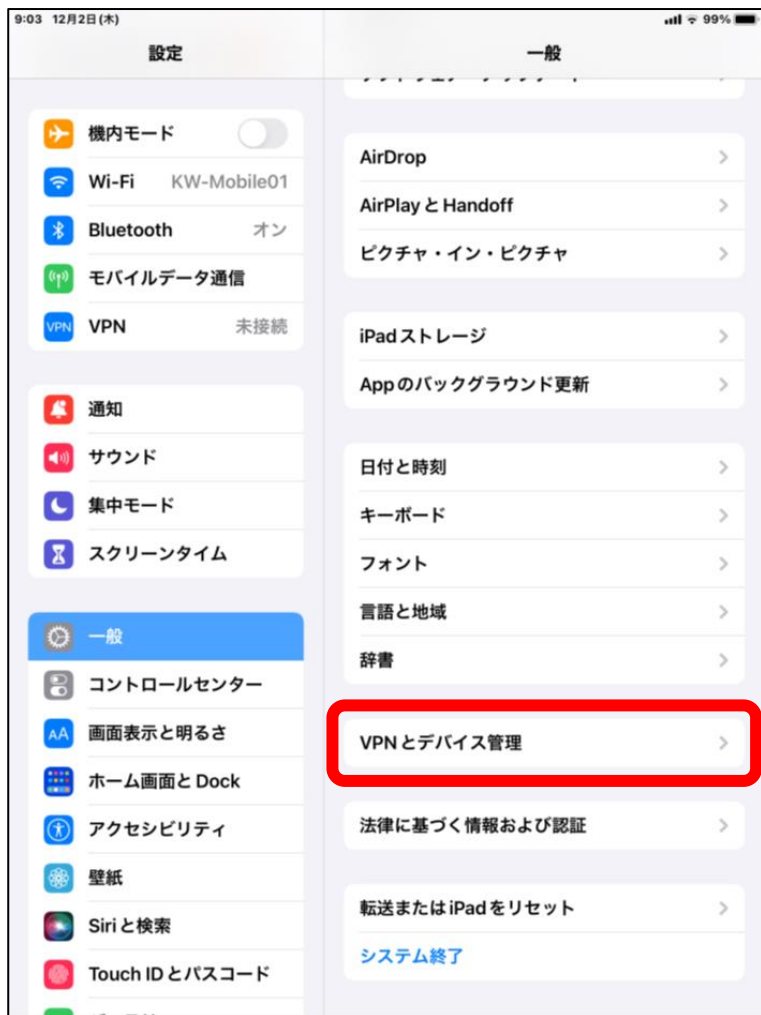 9:03 12月2日(木)
99%
設定
機内モード
Wi-Fi KW-Mobile01
Bluetooth オン
モバイルデータ通信
VPN VPN 未接続
通知
サウンド
集中モード
スクリーンタイム
一般
コントロールセンター
AA 画面表示と明るさ
ホーム画面とDock
アクセシビリティ
壁紙
Siriと検索
Touch IDとパスコード
一般
AirDrop
AirPlayとHandoff
ピクチャ・イン・ピクチャ
iPadストレージ
Appのバックグラウンド更新
日付と時刻
キーボード
フォント
言語と地域
辞書
VPNとデバイス管理
法律に基づく情報および認証
転送またはiPadをリセット
システム終了